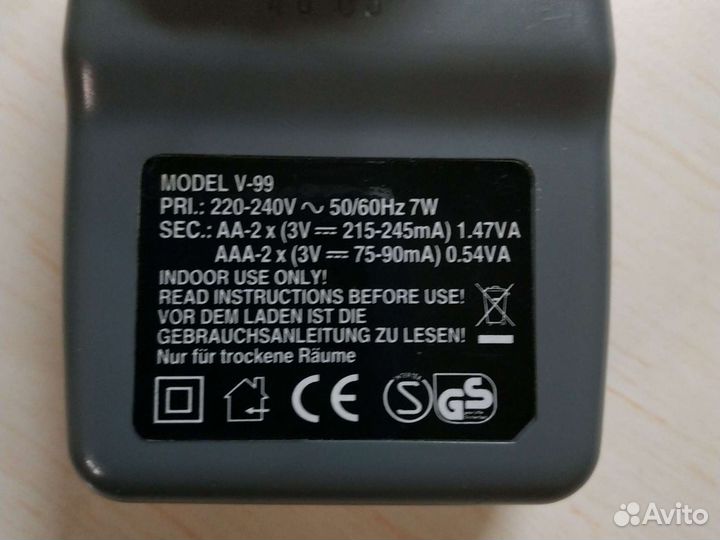 MODEL V-99
PRI.: 220-240V ~ 50/60Hz 7W
SEC.: AA-2 x (3V ⎓ 215-245mA) 1.47VA
AAA-2 x (3V ⎓ 75-90mA) 0.54VA
INDOOR USE ONLY!
READ INSTRUCTIONS BEFORE USE!
VOR DEM LADEN IST DIE
GEBRAUCHSANLEITUNG ZU LESEN!
Nur für trockene Räume
CE S GS
Avito